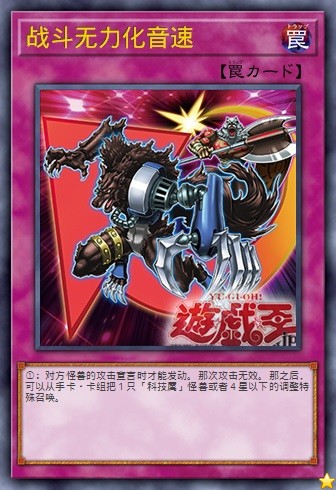 战斗无力化音速
トラップ
罠
【罠カード】
YU-GI-OH!
遊戯王
①：对方怪兽的攻击宣言时才能发动。那次攻击无效。那之后，
可以从手卡·卡组把１只「科技属」怪兽或者４星以下的调整特
殊召唤。